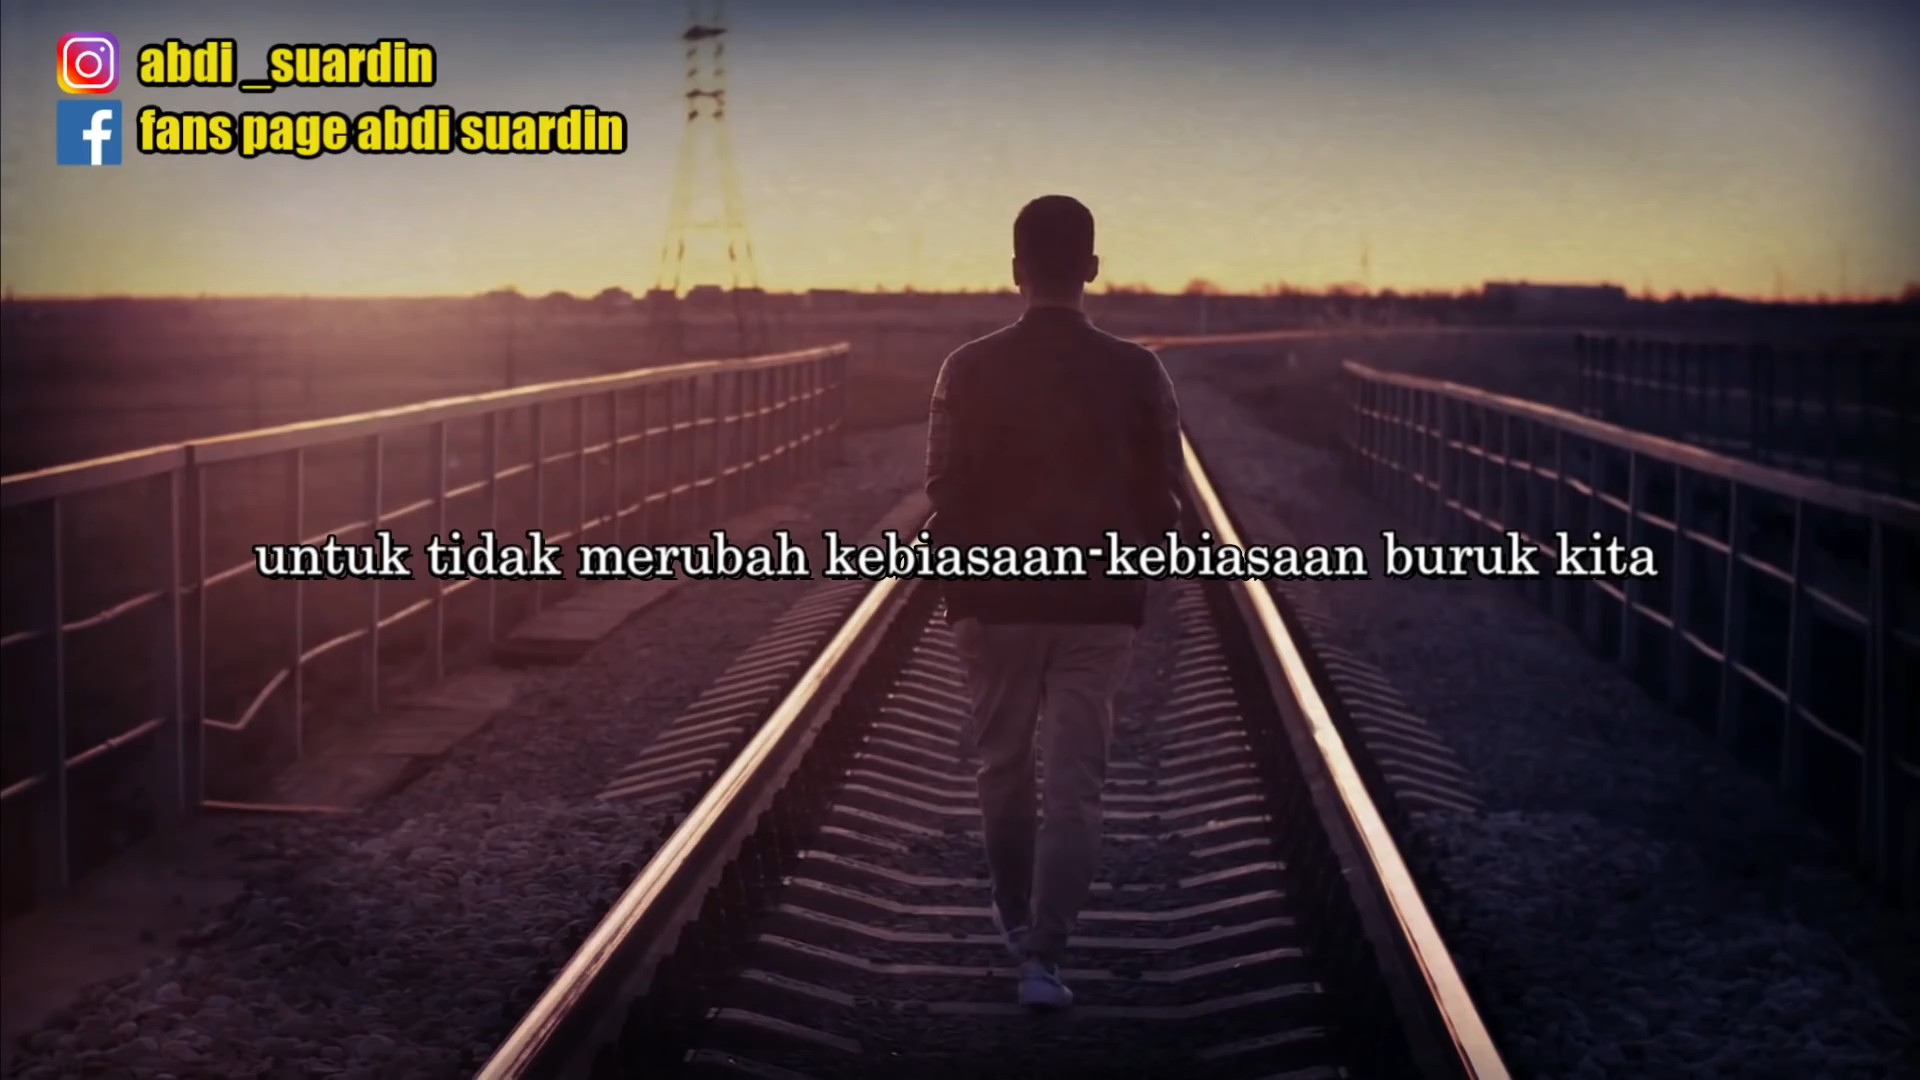 abdi_suardin
fans page abdi suardin
untuk tidak merubah kebiasaan-kebiasaan buruk kita